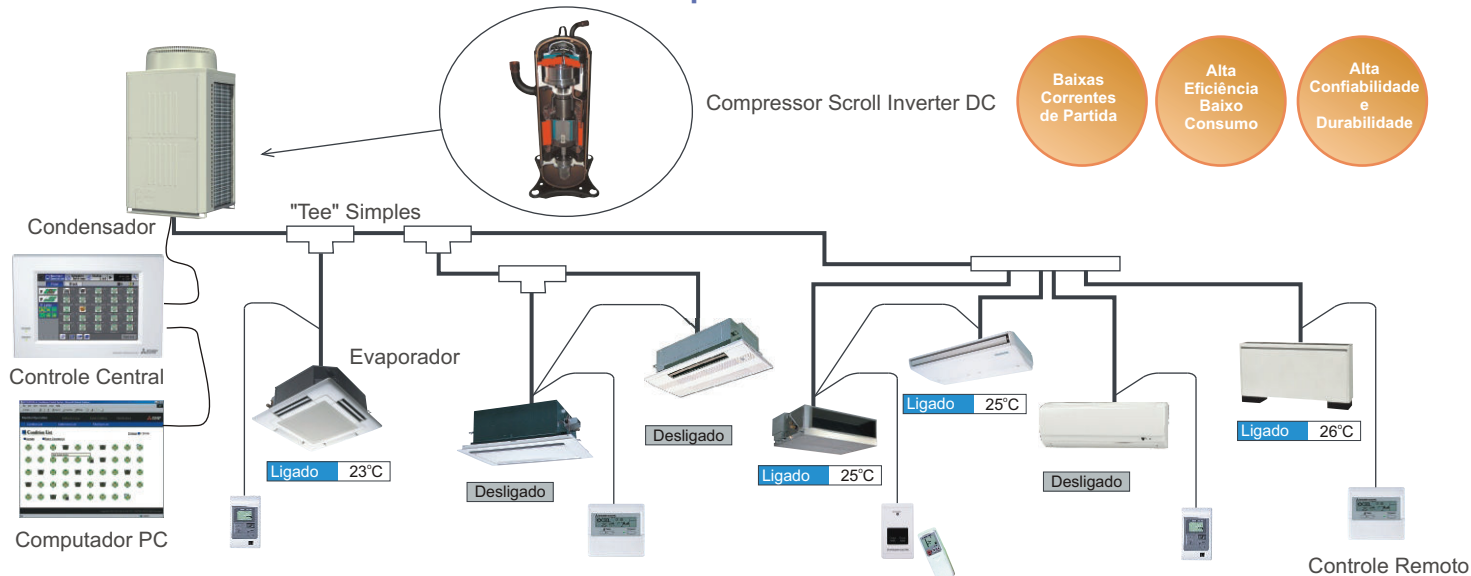 Compressor Scroll Inverter DC
Baixas
Correntes
de Partida
Alta
Eficiência
Baixo
Consumo
Alta
Confiabilidade
e
Durabilidade
"Tee" Simples
Condensador
Controle Central
Evaporador
Computador PC
Ligado 23°C
Desligado
Desligado
Ligado 25°C
Ligado 25°C
Desligado
Ligado 26°C
Controle Remoto